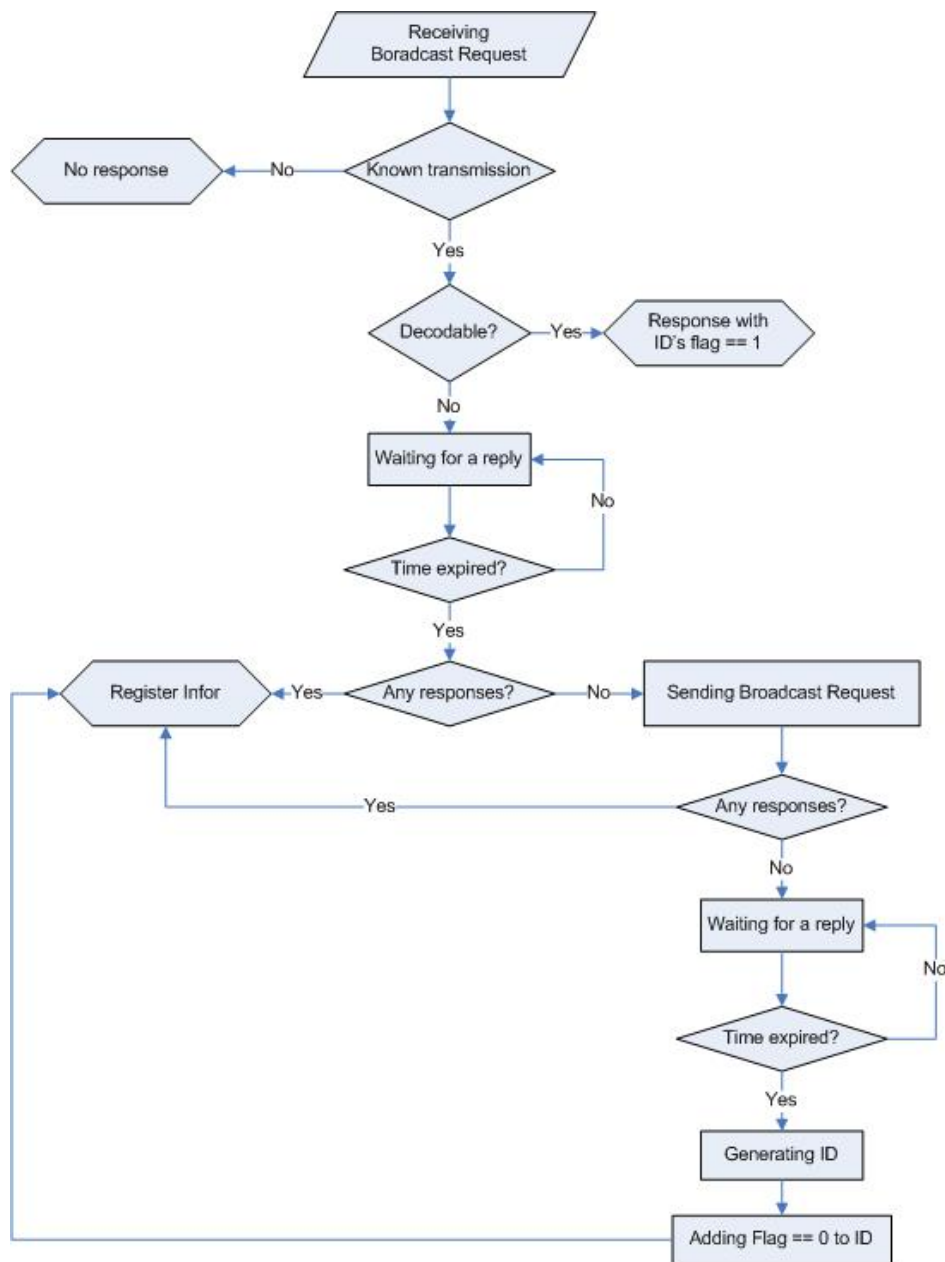 Receiving
Boradcast Request
No response
No
Known transmission
Yes
Decodable?
Yes
Response with
ID's flag == 1
No
Waiting for a reply
No
Time expired?
Yes
Register Infor
Yes
Any responses?
No
Sending Broadcast Request
Yes
Any responses?
No
Waiting for a reply
No
Time expired?
Yes
Generating ID
Adding Flag == 0 to ID